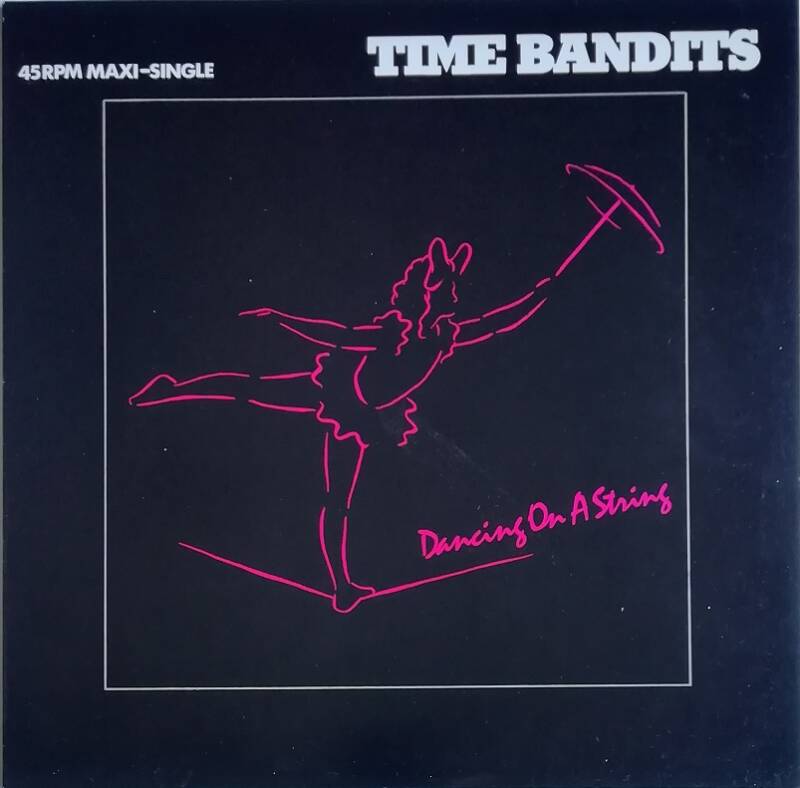 TIME BANDITS
45RPM MAXI-SINGLE
Dancing On A String